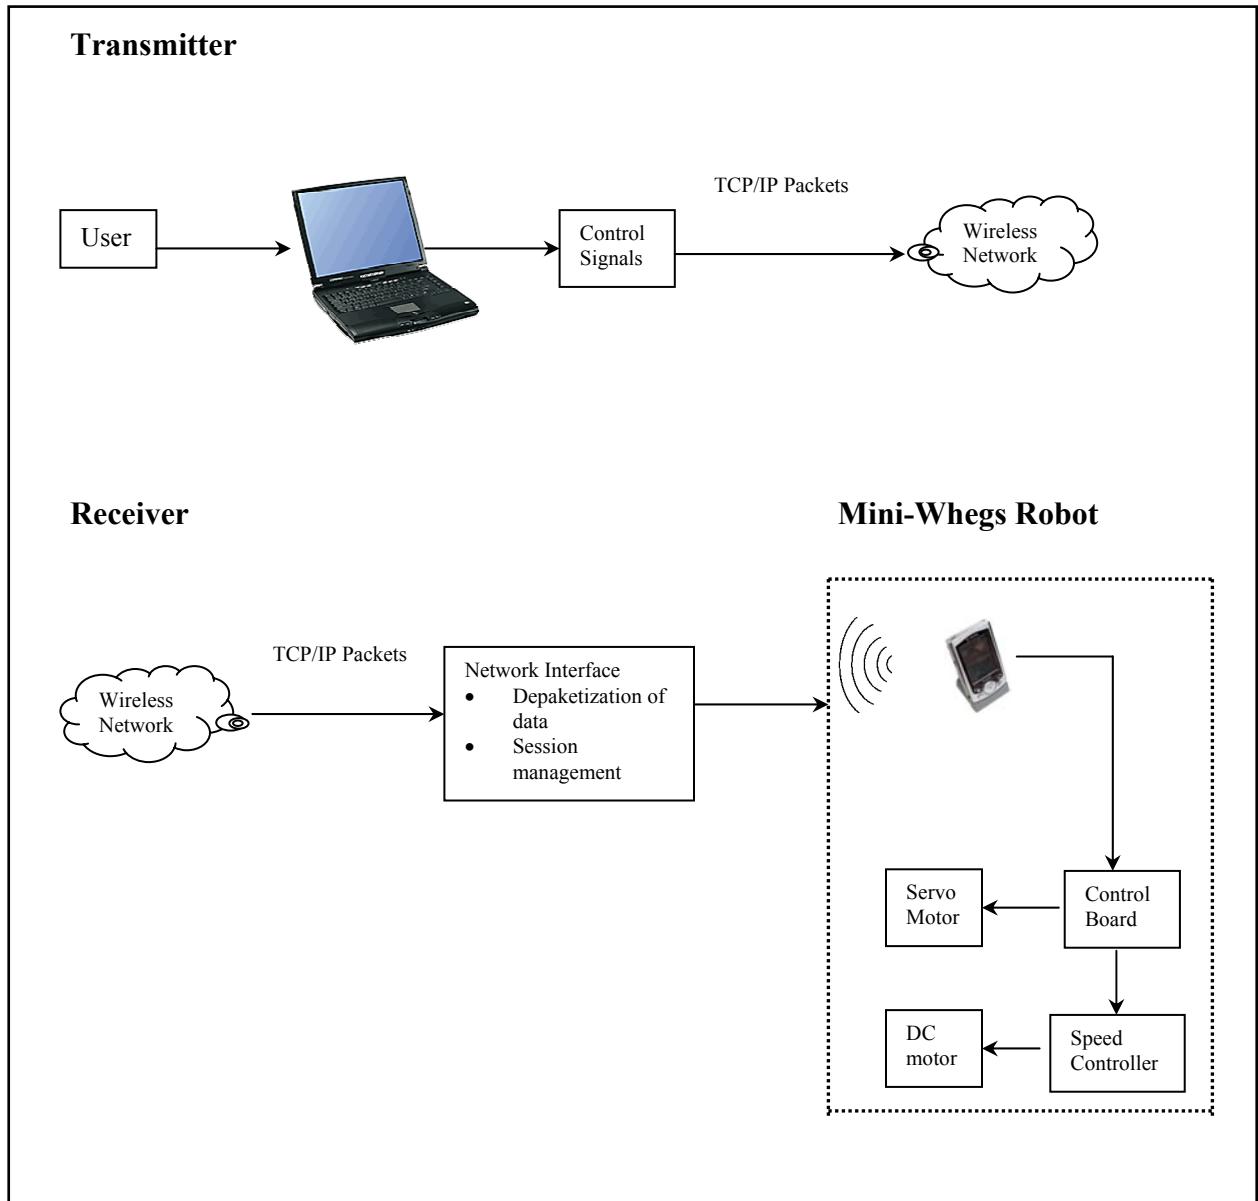 Transmitter
TCP/IP Packets
User
Control
Signals
Wireless
Network
Receiver
Mini-Whegs Robot
TCP/IP Packets
Wireless
Network
Network Interface
• Depaketization of
data
• Session
management
Servo
Motor
Control
Board
DC
motor
Speed
Controller